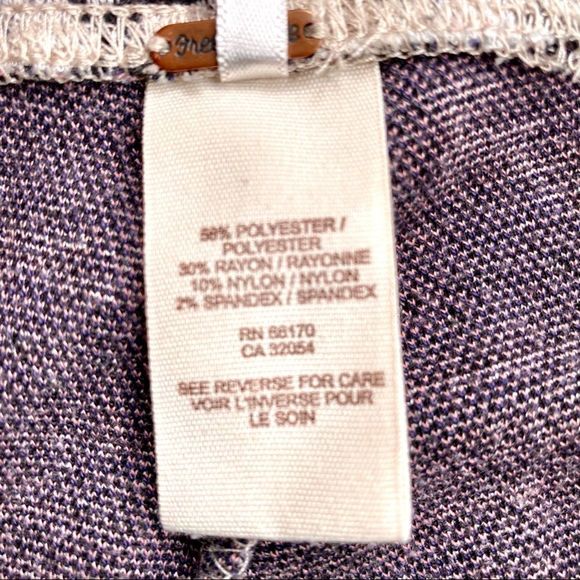 58% POLYESTER /
POLYESTER
30% RAYON / RAYONNE
10% NYLON / NYLON
2% SPANDEX / SPANDEX
RN 66170
CA 32054
SEE REVERSE FOR CARE
VOIR L'INVERSE POUR
LE SOIN